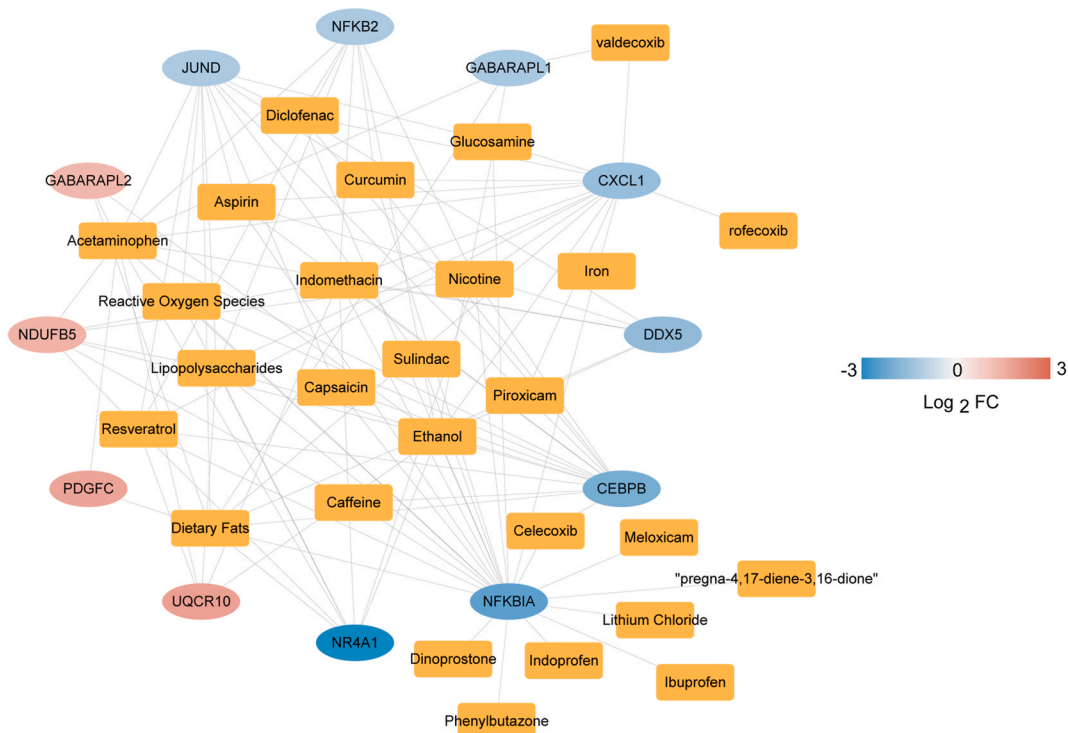 NFKB2
JUND
GABARAPL1
valdecoxib
Diclofenac
Glucosamine
GABARAPL2
Curcumin
CXCL1
Aspirin
rofecoxib
Acetaminophen
Indomethacin
Nicotine
Iron
Reactive Oxygen Species
NDUFB5
DDX5
Sulindac
Lipopolysaccharides
-3
0
3
Capsaicin
Piroxicam
Log 2 FC
Resveratrol
Ethanol
PDGFC
CEBPB
Caffeine
Dietary Fats
Celecoxib
Meloxicam
"pregna-4,17-diene-3,16-dione"
UQCR10
NFKBIA
Lithium Chloride
NR4A1
Dinoprostone
Indoprofen
Ibuprofen
Phenylbutazone